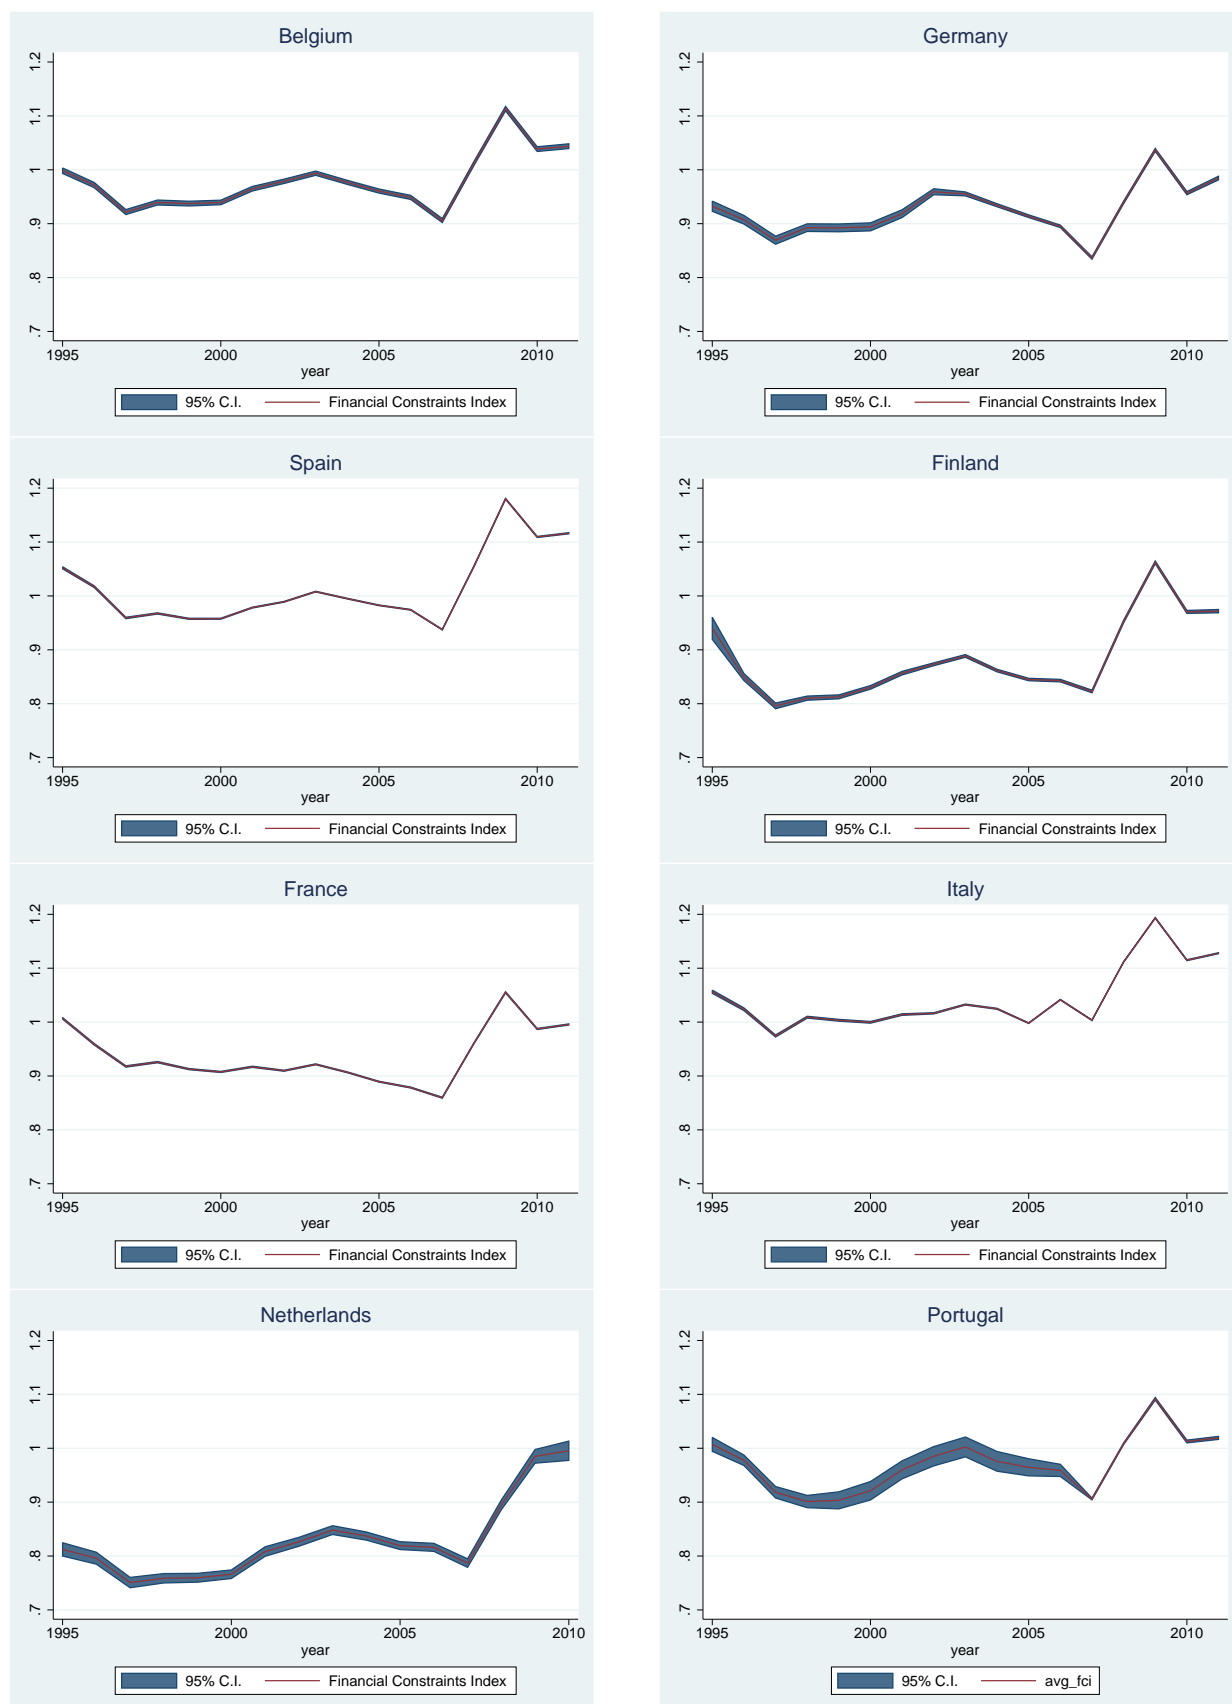 Belgium
1.2
1.1
1
.9
.8
.7
1995 2000 2005 2010
year
95% C.I. Financial Constraints Index
Germany
1.2
1.1
1
.9
.8
.7
1995 2000 2005 2010
year
95% C.I. Financial Constraints Index
Spain
1.2
1.1
1
.9
.8
.7
1995 2000 2005 2010
year
95% C.I. Financial Constraints Index
Finland
1.2
1.1
1
.9
.8
.7
1995 2000 2005 2010
year
95% C.I. Financial Constraints Index
France
1.2
1.1
1
.9
.8
.7
1995 2000 2005 2010
year
95% C.I. Financial Constraints Index
Italy
1.2
1.1
1
.9
.8
.7
1995 2000 2005 2010
year
95% C.I. Financial Constraints Index
Netherlands
1.2
1.1
1
.9
.8
.7
1995 2000 2005 2010
year
95% C.I. Financial Constraints Index
Portugal
1.2
1.1
1
.9
.8
.7
1995 2000 2005 2010
year
95% C.I. avg_fci